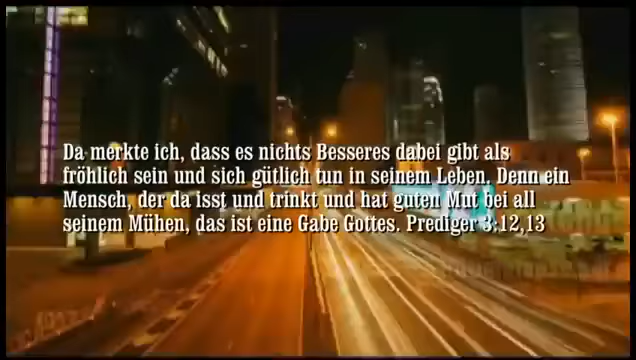 Da merkte ich, dass es nichts Besseres dabei gibt als
fröhlich sein und sich gütlich tun in seinem Leben. Denn ein
Mensch, der da isst und trinkt und hat guten Mut bei all
seinem Mühen, das ist eine Gabe Gottes. Prediger 3:12,13